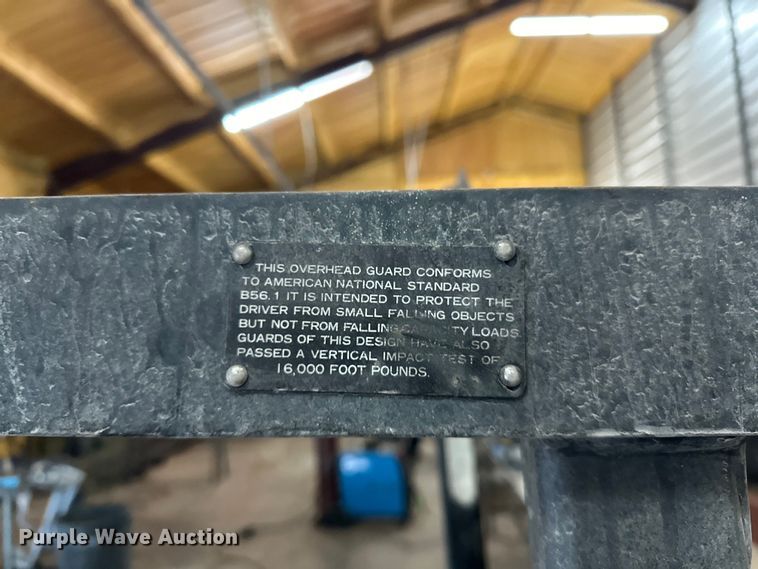 THIS OVERHEAD GUARD CONFORMS
TO AMERICAN NATIONAL STANDARD
B56.1 IT IS INTENDED TO PROTECT THE
DRIVER FROM SMALL FALLING OBJECTS
BUT NOT FROM FALLING CAPACITY LOADS
GUARDS OF THIS DESIGN HAVE ALSO
PASSED A VERTICAL IMPACT TEST OF
16,000 FOOT POUNDS.
Purple Wave Auction